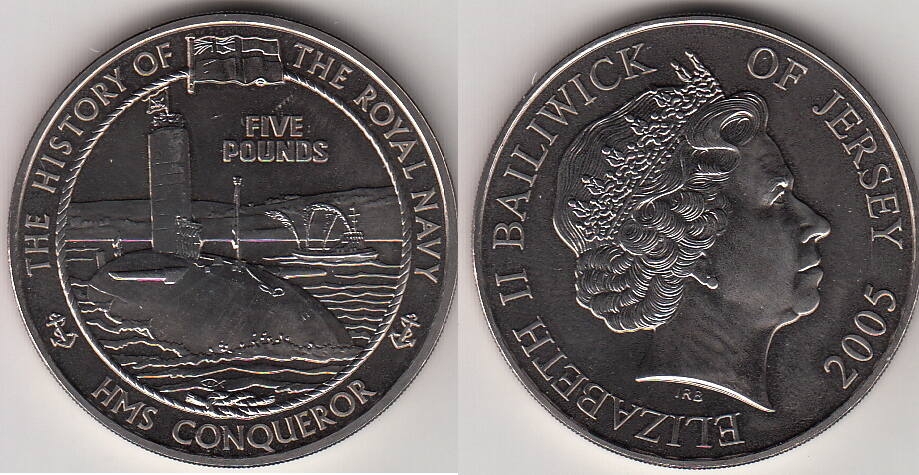 THE HISTORY OF THE ROYAL NAVY
FIVE
POUNDS
HMS CONQUEROR
ELIZABETH II BAILIWICK OF JERSEY 2005
IRB